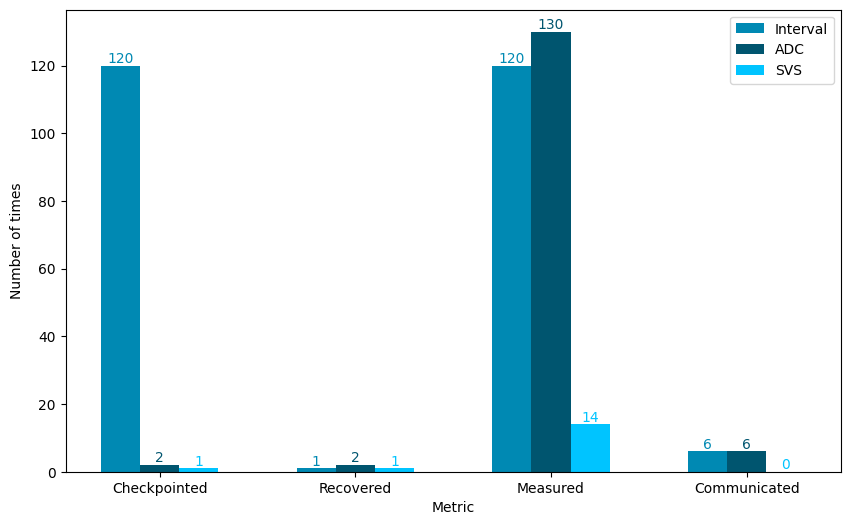 Interval
ADC
SVS
120
2
1
1
2
1
120
130
14
6
6
0
120
100
80
60
40
20
0
Number of times
Checkpointed
Recovered
Measured
Communicated
Metric